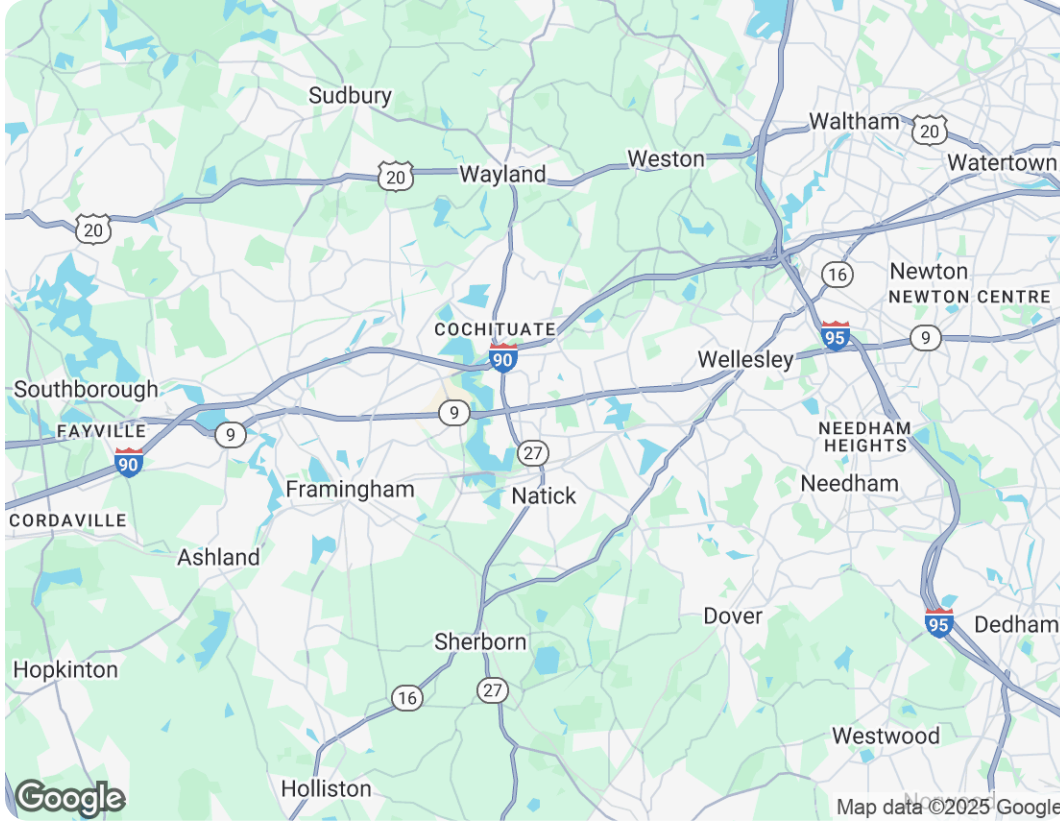 Sudbury
Waltham
20
Watertown
Weston
Wayland
20
20
16
Newton
NEWTON CENTRE
COCHITUATE
95
9
90
Wellesley
Southborough
9
FAYVILLE
9
NEEDHAM
HEIGHTS
27
90
Needham
Framingham
Natick
CORDAVILLE
Ashland
Dover
95
Dedham
Sherborn
Hopkinton
16
27
Westwood
Holliston
Norwood
Google
Map data ©2025 Google